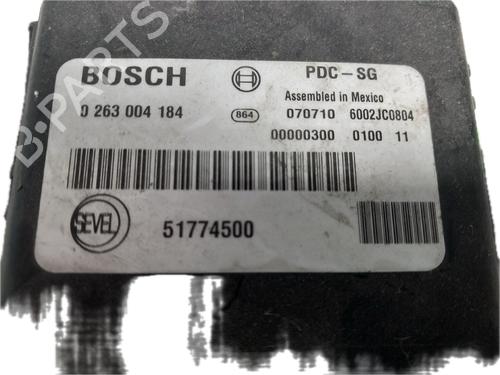 BOSCH
PDC-SG
Assembled in Mexico
0 263 004 184
864
070710 6002JC0804
00000300 0100 11
SEVEL
51774500
B-PARTS